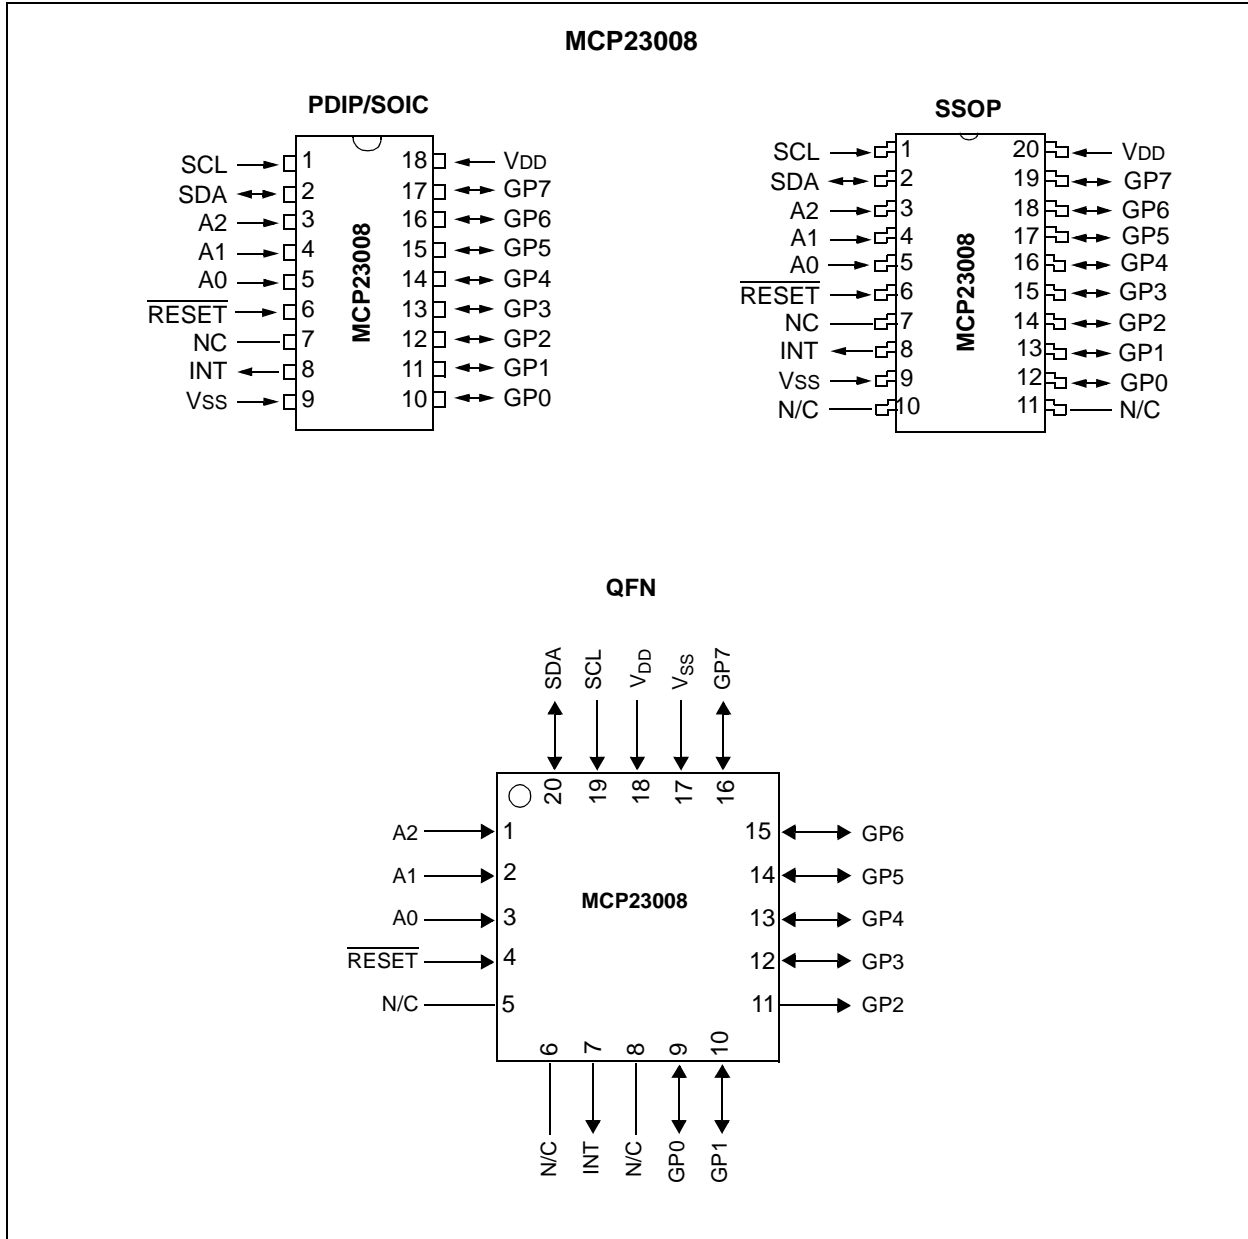 MCP23008
PDIP/SOIC
SCL 1 18 VDD
SDA 2 17 GP7
A2 3 16 GP6
A1 4 15 GP5
A0 5 14 GP4
RESET 6 13 GP3
NC 7 12 GP2
INT 8 11 GP1
VSS 9 10 GP0
MCP23008
SSOP
SCL 1 20 VDD
SDA 2 19 GP7
A2 3 18 GP6
A1 4 17 GP5
A0 5 16 GP4
RESET 6 15 GP3
NC 7 14 GP2
INT 8 13 GP1
VSS 9 12 GP0
N/C 10 11 N/C
MCP23008
QFN
SDA SCL VDD VSS GP7
20 19 18 17 16
A2 1 15 GP6
A1 2 14 GP5
MCP23008
A0 3 13 GP4
RESET 4 12 GP3
N/C 5 11 GP2
6 7 8 9 10
N/C INT N/C GP0 GP1